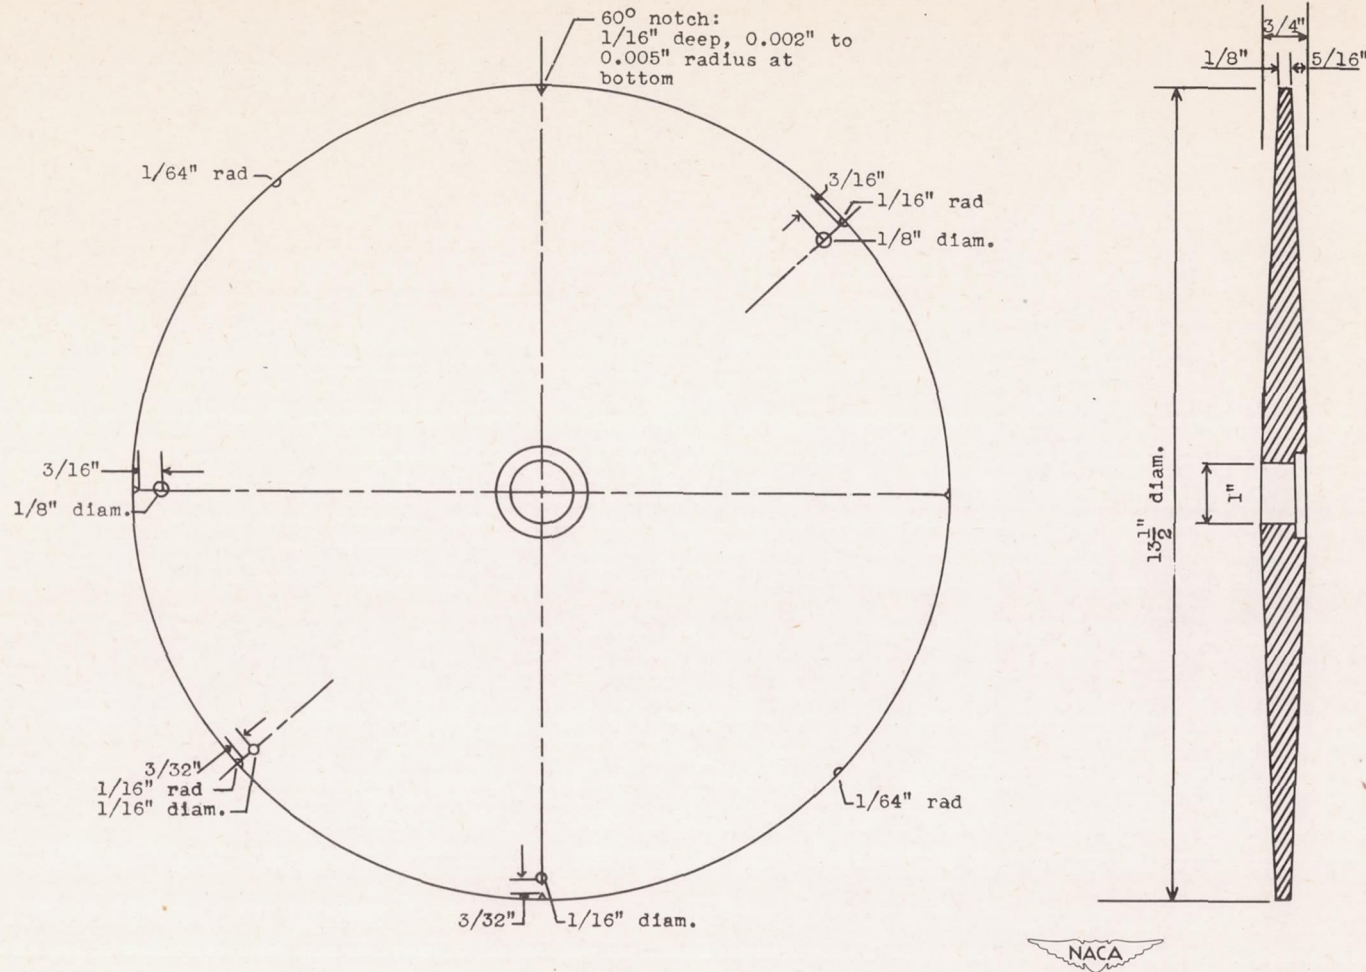 60° notch:
1/16" deep, 0.002" to
0.005" radius at
bottom
3/4"
1/8"
5/16"
1/64" rad
3/16"
1/16" rad
1/8" diam.
3/16"
1/8" diam.
13 1/2" diam.
1"
3/32"
1/16" rad
1/16" diam.
1/64" rad
3/32"
1/16" diam.
NACA